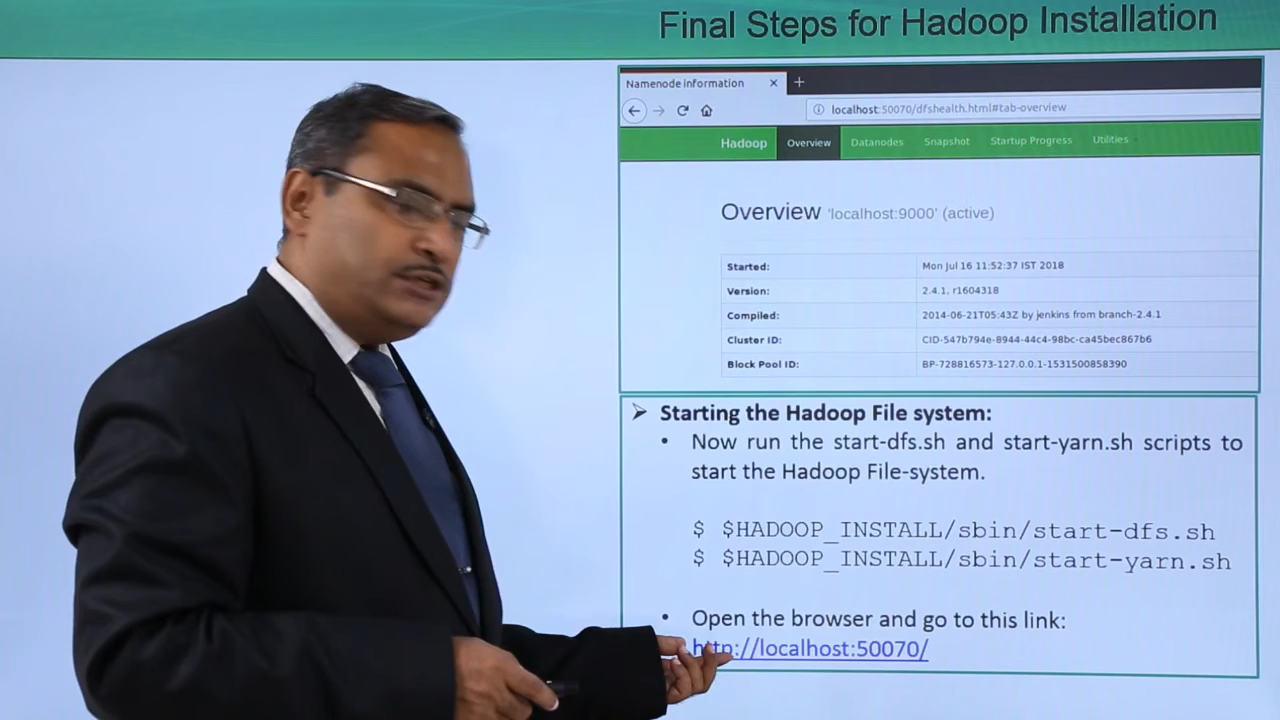 Final Steps for Hadoop Installation
Namenode information × +
localhost:50070/dfshealth.html#tab-overview
Hadoop Overview Datanodes Snapshot Startup Progress Utilities
Overview 'localhost:9000' (active)
Started: Mon Jul 16 11:52:37 IST 2018
Version: 2.4.1, r1604318
Compiled: 2014-06-21T05:43Z by jenkins from branch-2.4.1
Cluster ID: CID-547b794e-8944-44c4-98bc-ca45bec867b6
Block Pool ID: BP-728816573-127.0.0.1-1531500858390
➢ Starting the Hadoop File system:
• Now run the start-dfs.sh and start-yarn.sh scripts to
start the Hadoop File-system.
$ $HADOOP_INSTALL/sbin/start-dfs.sh
$ $HADOOP_INSTALL/sbin/start-yarn.sh
• Open the browser and go to this link:
http://localhost:50070/